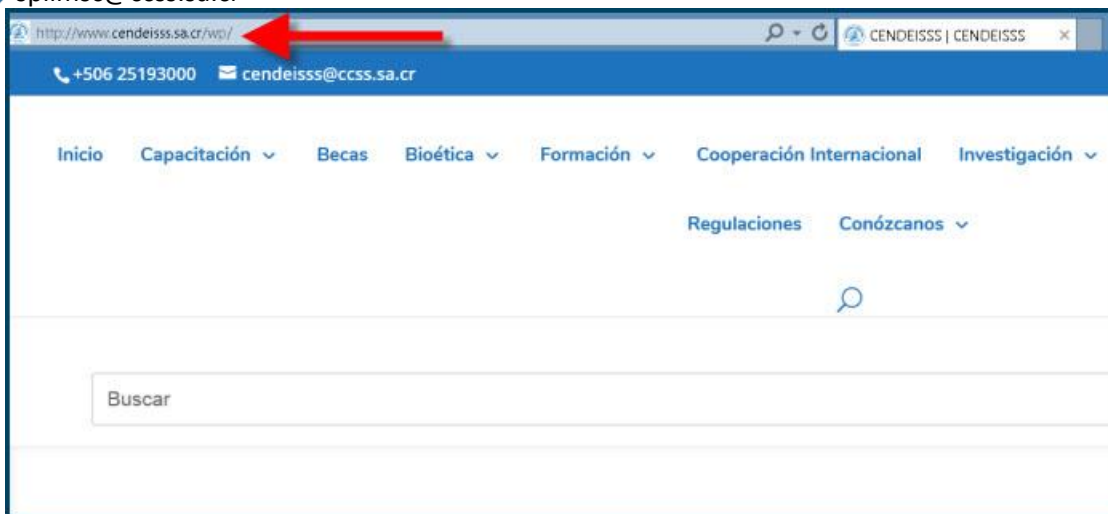 http://www.cendeisss.sa.cr/wp/ CENDEISSS | CENDEISSS
+506 25193000 cendeisss@ccss.sa.cr
Inicio Capacitación Becas Bioética Formación Cooperación Internacional Investigación
Regulaciones Conózcanos
Buscar